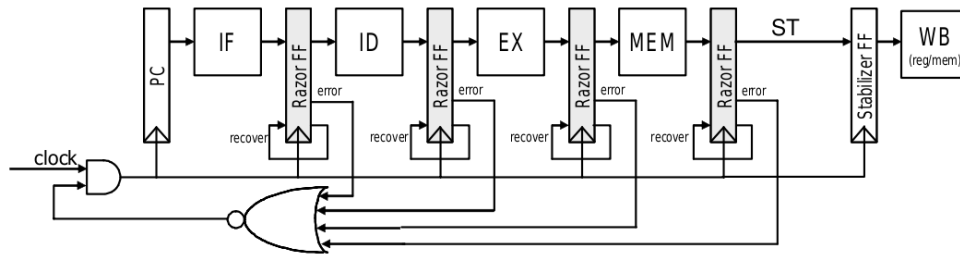 PC
IF
Razor FF
ID
Razor FF
EX
Razor FF
MEM
Razor FF
ST
Stabilizer FF
WB
(reg/mem)
error
error
error
error
recover
recover
recover
recover
clock